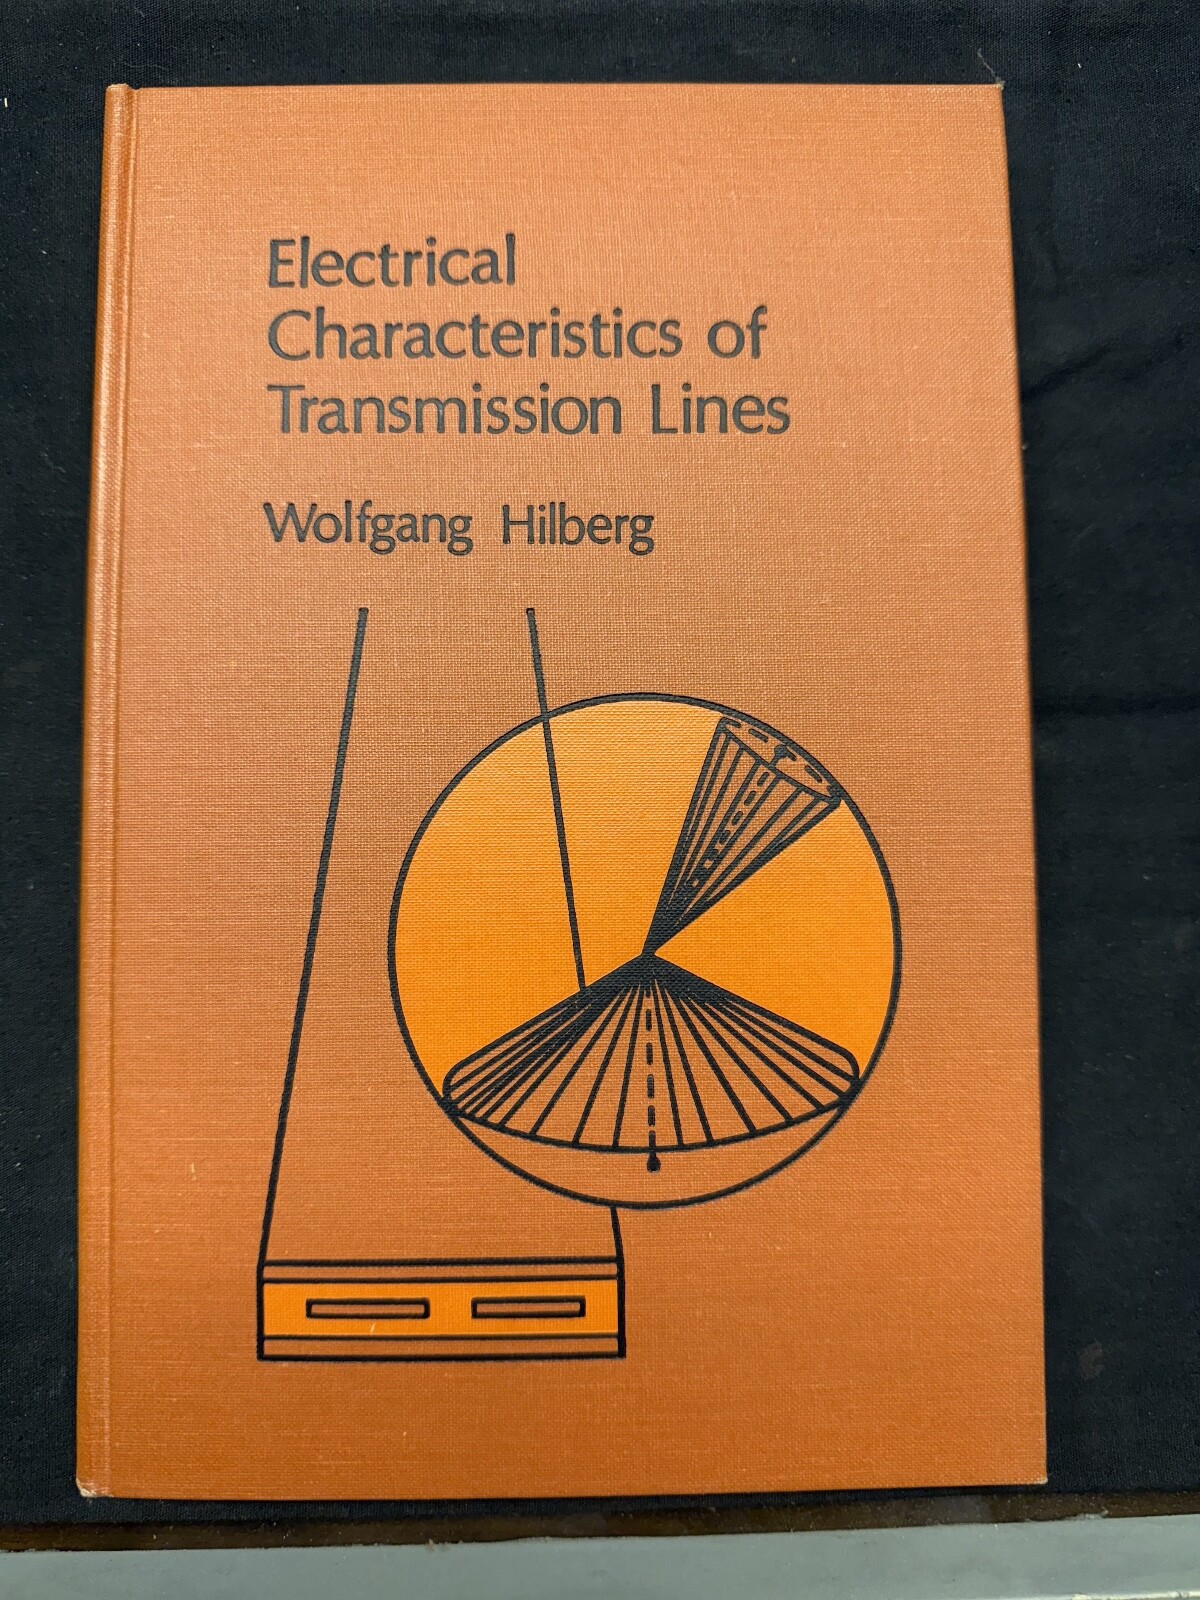 Electrical
Characteristics of
Transmission Lines
Wolfgang Hilberg